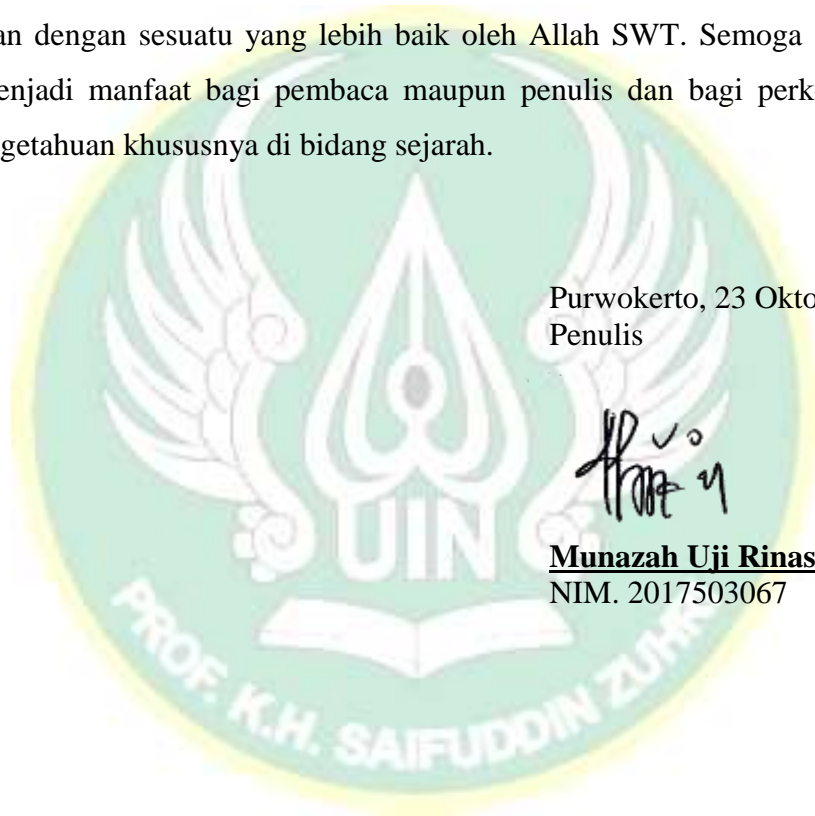 an dengan sesuatu yang lebih baik oleh Allah SWT. Semoga
enjadi manfaat bagi pembaca maupun penulis dan bagi perk
getahuan khususnya di bidang sejarah.
Purwokerto, 23 Okto
Penulis
Munazah Uji Rinas
NIM. 2017503067
UIN
PROF. K.H. SAIFUDDIN ZUHR